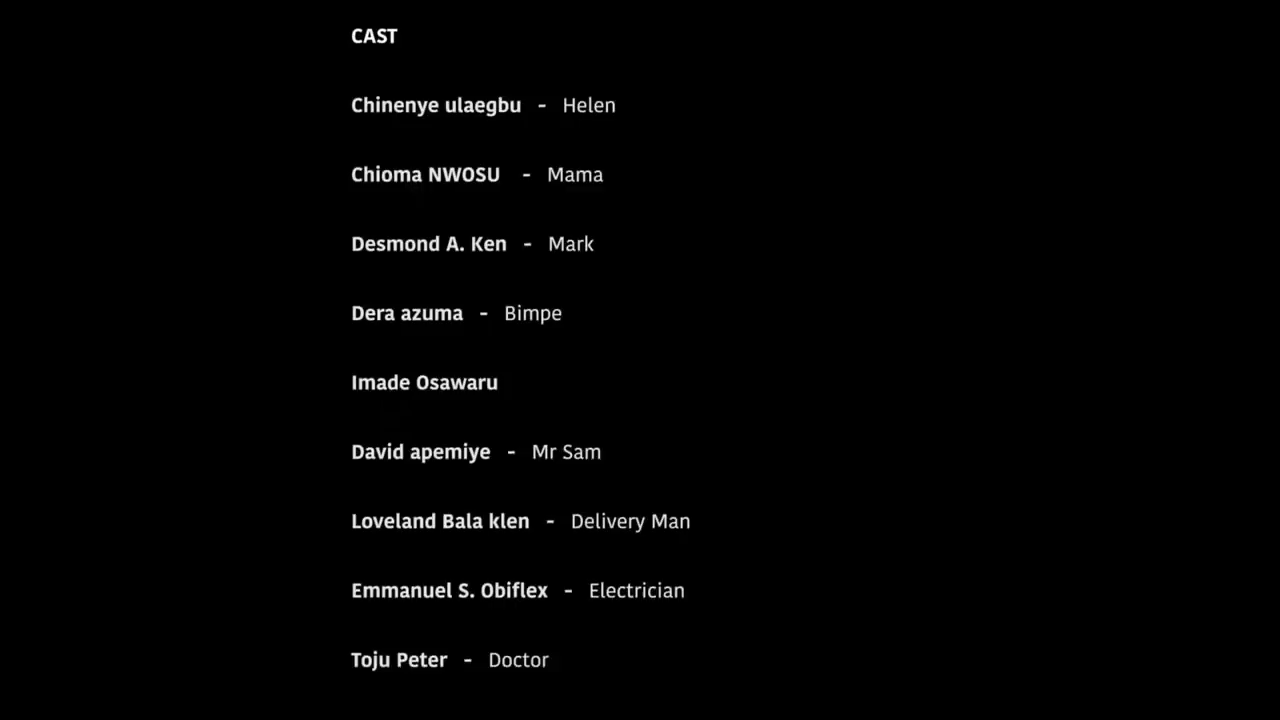 CAST
Chinenye ulaegbu - Helen
Chioma NWOSU - Mama
Desmond A. Ken - Mark
Dera azuma - Bimpe
Imade Osawaru
David apemiye - Mr Sam
Loveland Bala klen - Delivery Man
Emmanuel S. Obiflex - Electrician
Toju Peter - Doctor